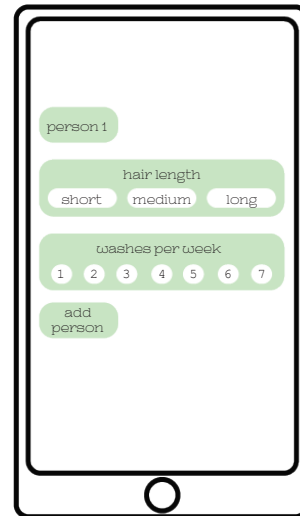 person 1
hair length
short medium long
washes per week
1 2 3 4 5 6 7
add
person